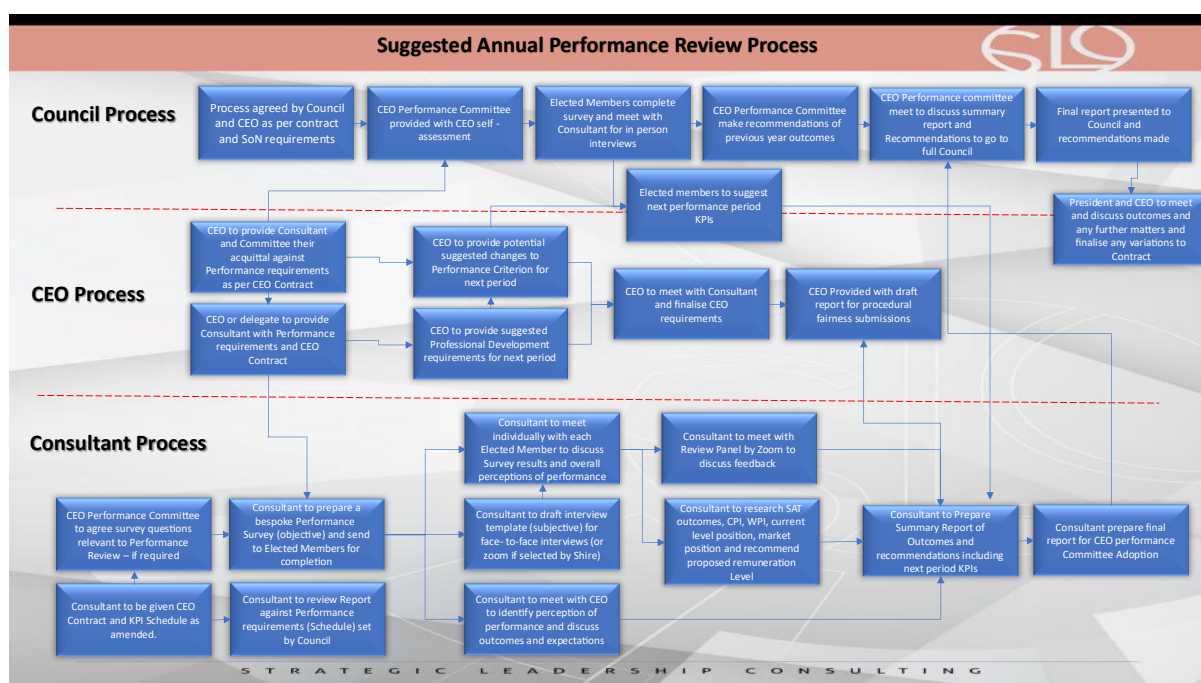 Suggested Annual Performance Review Process
SLC
Council Process
Process agreed by Council
and CEO as per contract
and SoN requirements
CEO Performance Committee
provided with CEO self -
assessment
Elected Members complete
survey and meet with
Consultant for in person
interviews
CEO Performance Committee
make recommendations of
previous year outcomes
CEO Performance committee
meet to discuss summary
report and
Recommendations to go to
full Council
Final report presented to
Council and
recommendations made
Elected members to suggest
next performance period
KPIs
President and CEO to meet
and discuss outcomes and
any further matters and
finalise any variations to
Contract
CEO Process
CEO to provide Consultant
and Committee their
acquittal against
Performance requirements
as per CEO Contract
CEO to provide potential
suggested changes to
Performance Criterion for
next period
CEO to meet with Consultant
and finalise CEO
requirements
CEO Provided with draft
report for procedural
fairness submissions
CEO or delegate to provide
Consultant with Performance
requirements and CEO
Contract
CEO to provide suggested
Professional Development
requirements for next period
Consultant Process
Consultant to meet
individually with each
Elected Member to discuss
Survey results and overall
perceptions of performance
Consultant to meet with
Review Panel by Zoom to
discuss feedback
CEO Performance Committee
to agree survey questions
relevant to Performance
Review – if required
Consultant to prepare a
bespoke Performance
Survey (objective) and send
to Elected Members for
completion
Consultant to draft interview
template (subjective) for
face- to-face interviews (or
zoom if selected by Shire)
Consultant to research SAT
outcomes, CPI, WPI, current
level position, market
position and recommend
proposed remuneration
Level
Consultant to Prepare
Summary Report of
Outcomes and
recommendations including
next period KPIs
Consultant prepare final
report for CEO performance
Committee Adoption
Consultant to be given CEO
Contract and KPI Schedule as
amended.
Consultant to review Report
against Performance
requirements (Schedule) set
by Council
Consultant to meet with CEO
to identify perception of
performance and discuss
outcomes and expectations
STRATEGIC LEADERSHIP CONSULTING